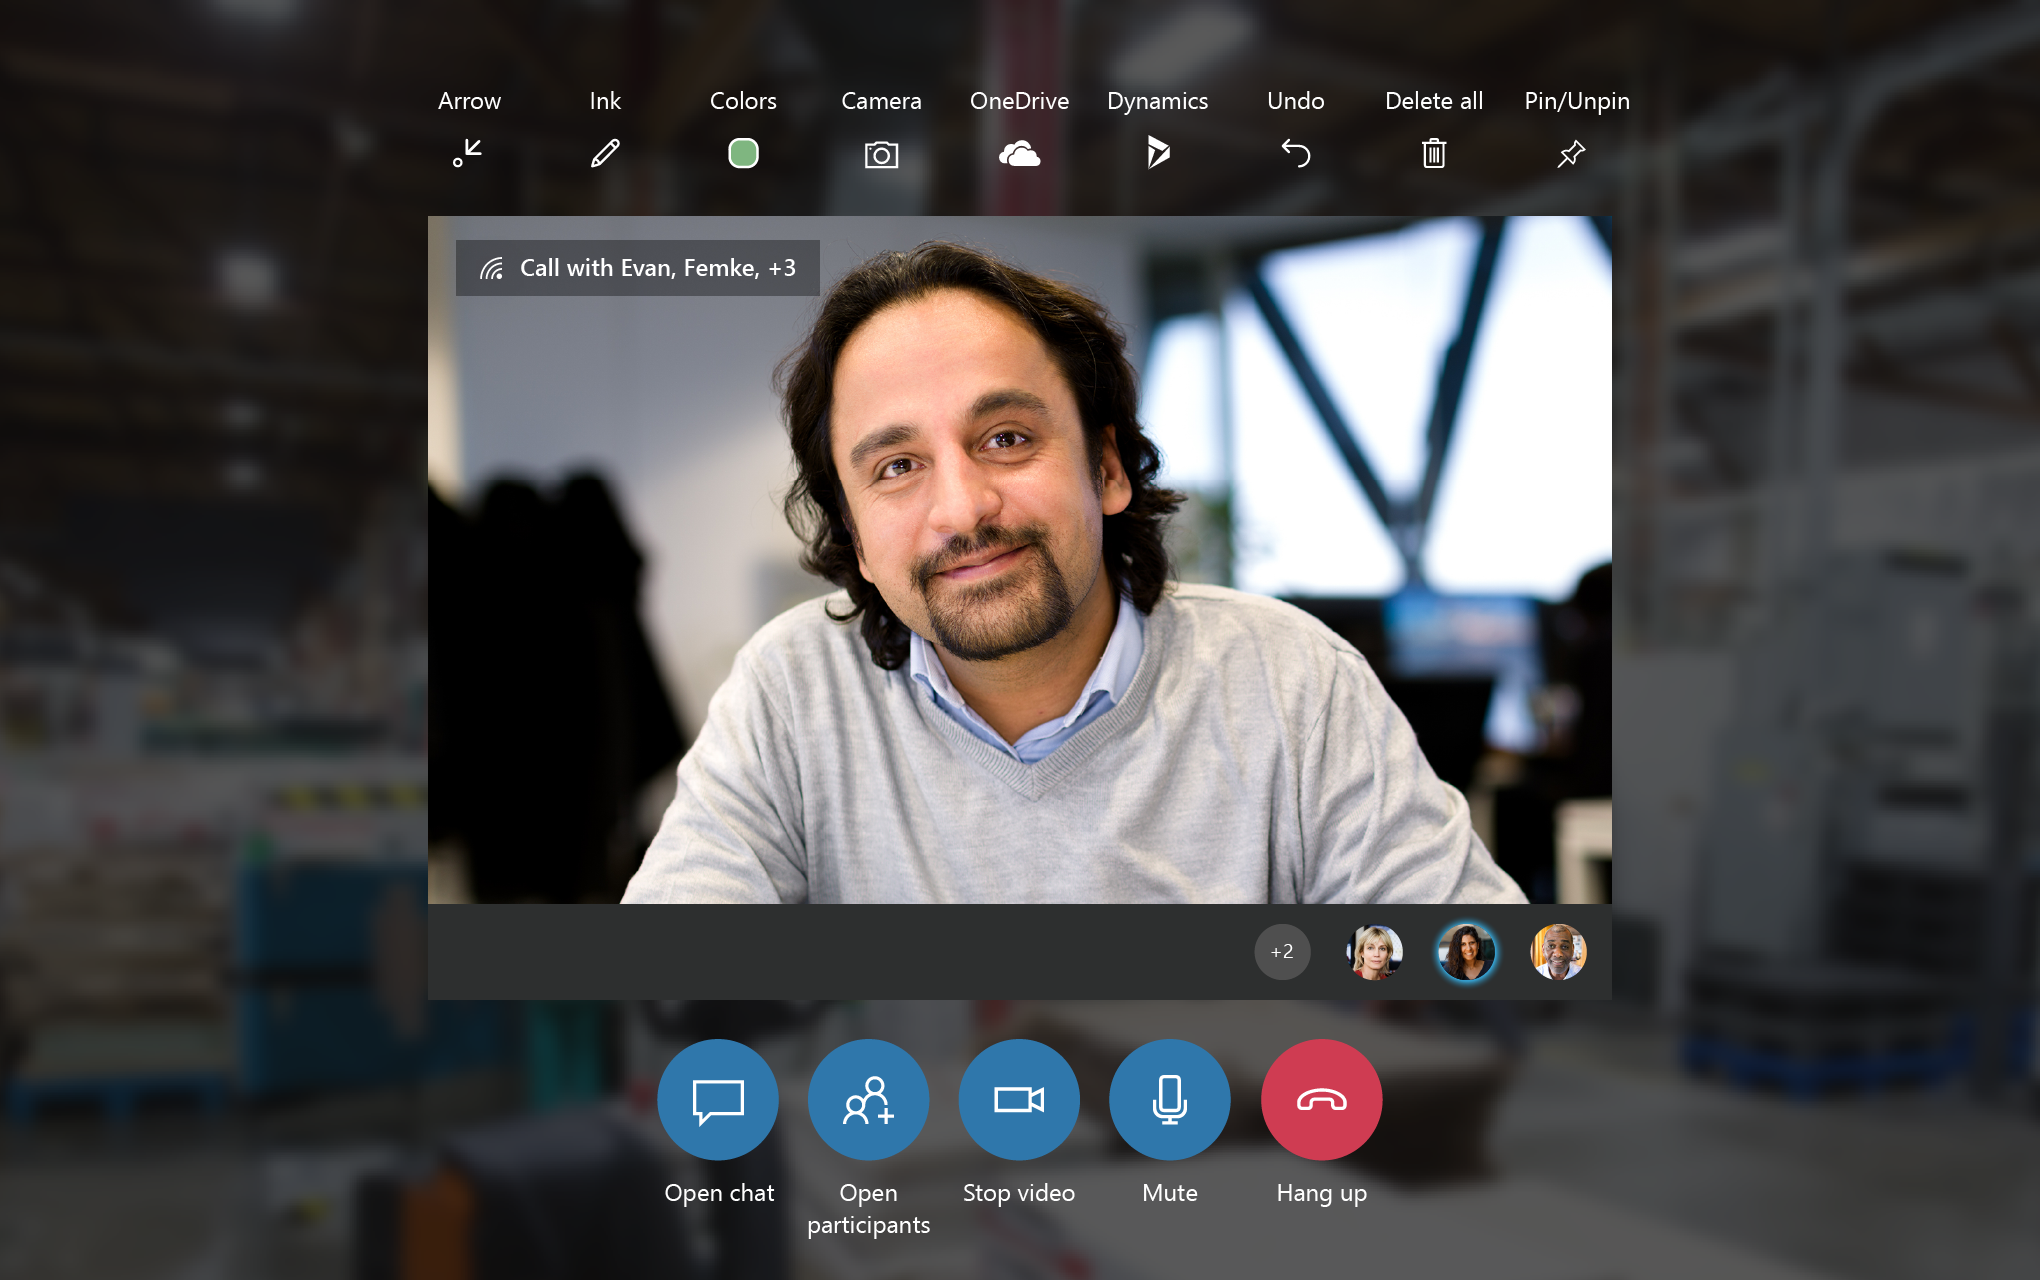 Arrow
Ink
Colors
Camera
OneDrive
Dynamics
Undo
Delete all
Pin/Unpin
Call with Evan, Femke, +3
+2
Open chat
Open
participants
Stop video
Mute
Hang up